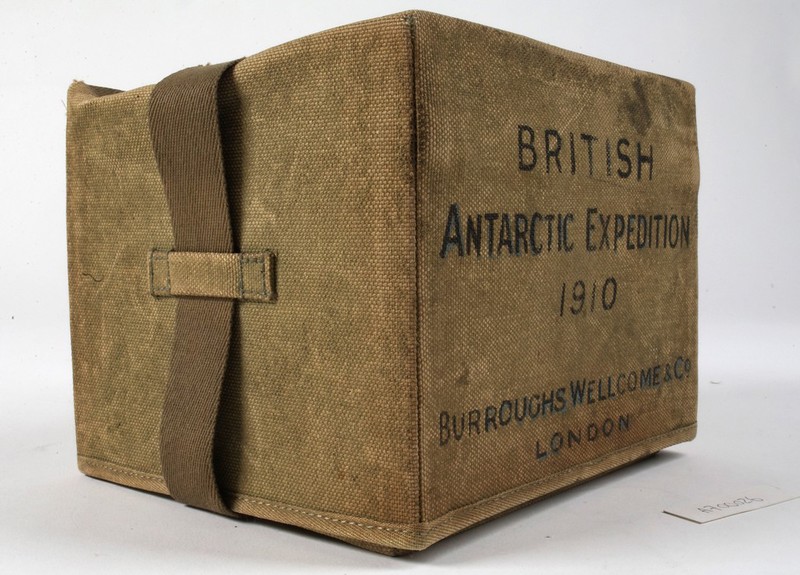 BRITISH
ANTARCTIC EXPEDITION
1910
BURROUGHS, WELLCOME & Co
LONDON